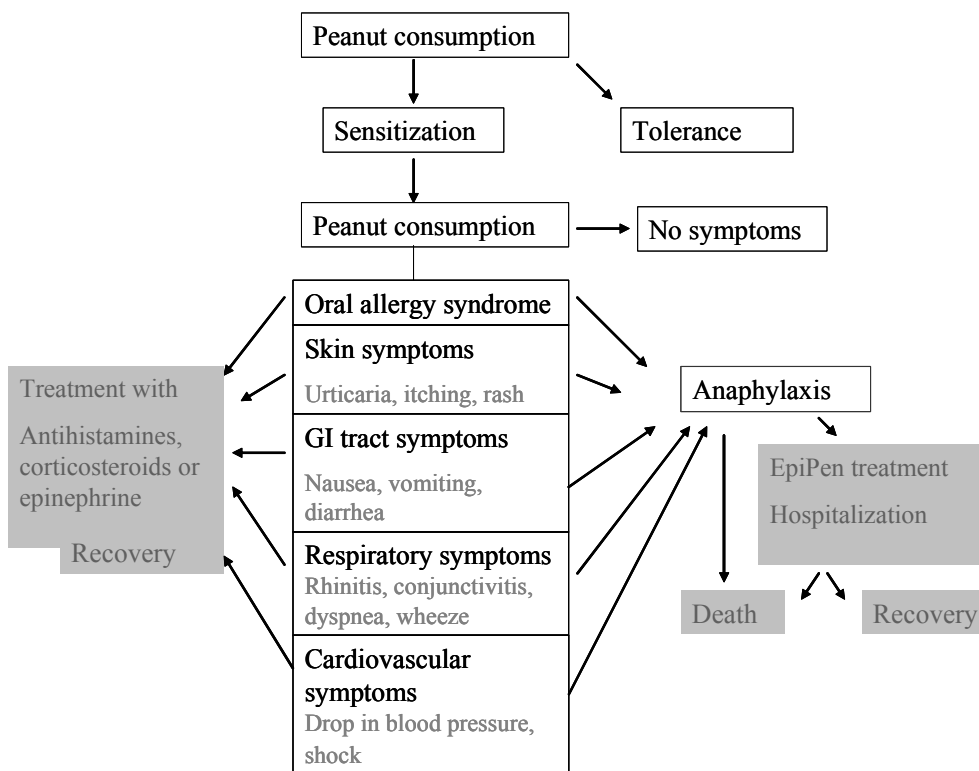 Peanut consumption
Sensitization
Tolerance
Peanut consumption
No symptoms
Oral allergy syndrome
Skin symptoms
Urticaria, itching, rash
GI tract symptoms
Nausea, vomiting,
diarrhea
Respiratory symptoms
Rhinitis, conjunctivitis,
dyspnea, wheeze
Cardiovascular
symptoms
Drop in blood pressure,
shock
Treatment with
Antihistamines,
corticosteroids or
epinephrine
Recovery
Anaphylaxis
EpiPen treatment
Hospitalization
Death
Recovery